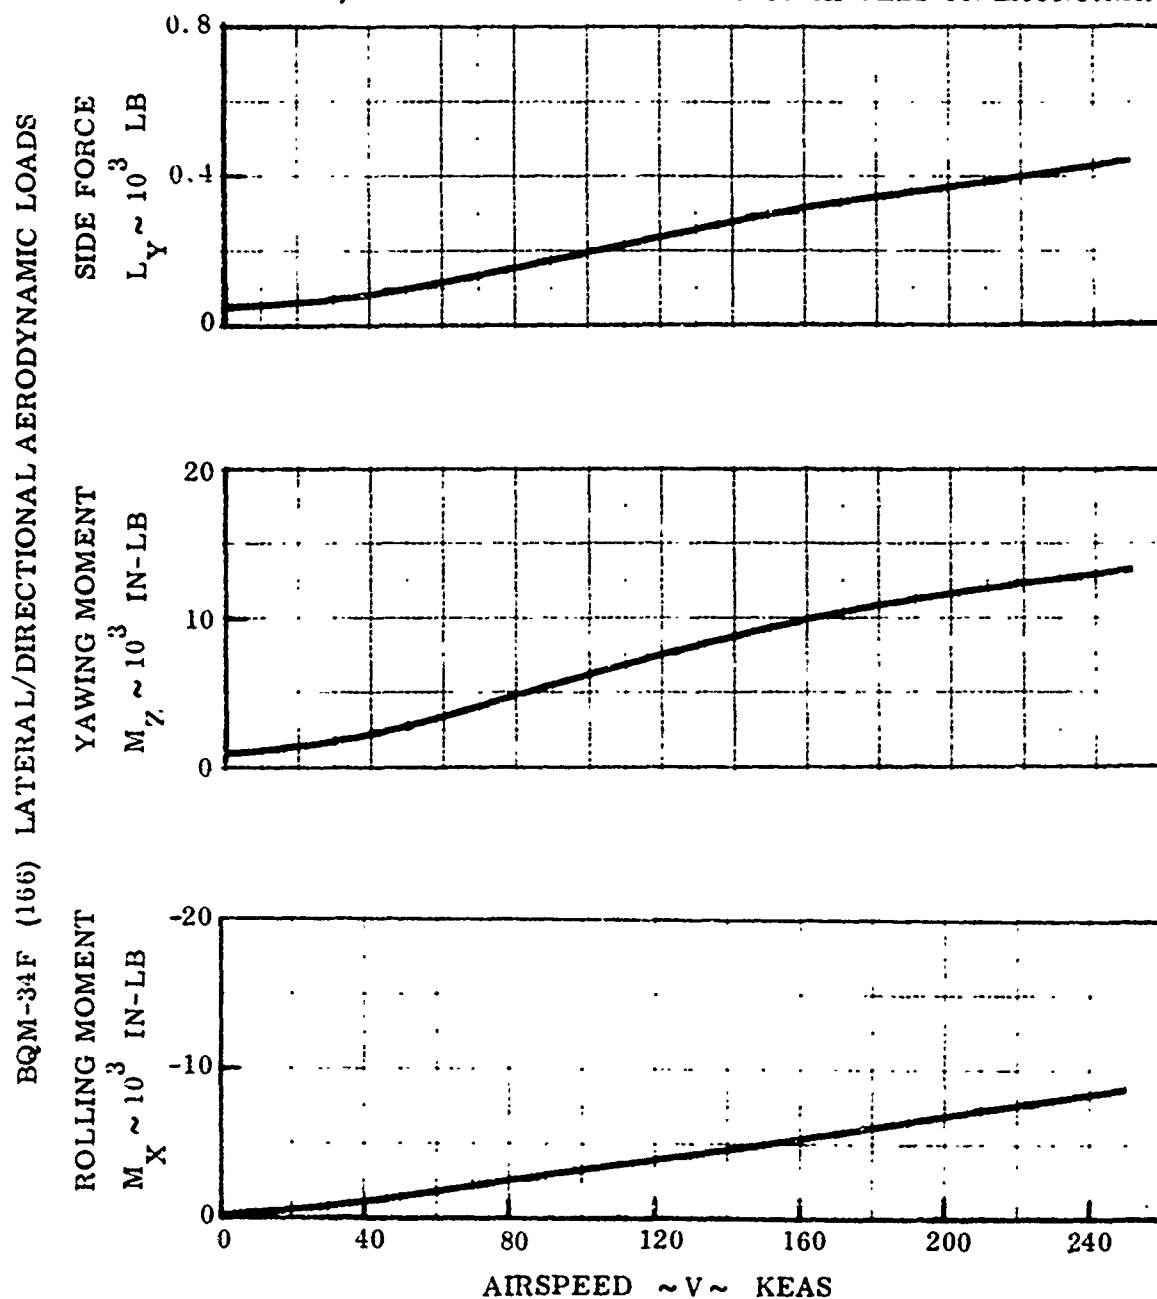 BQM-34F (166) LATERAL/DIRECTIONAL AERODYNAMIC LOADS
SIDE FORCE
L_Y ~ 10^3 LB
0.8
0.4
0
YAWING MOMENT
M_Z ~ 10^3 IN-LB
20
10
0
ROLLING MOMENT
M_X ~ 10^3 IN-LB
-20
-10
0
0 40 80 120 160 200 240
AIRSPEED ~V~ KEAS